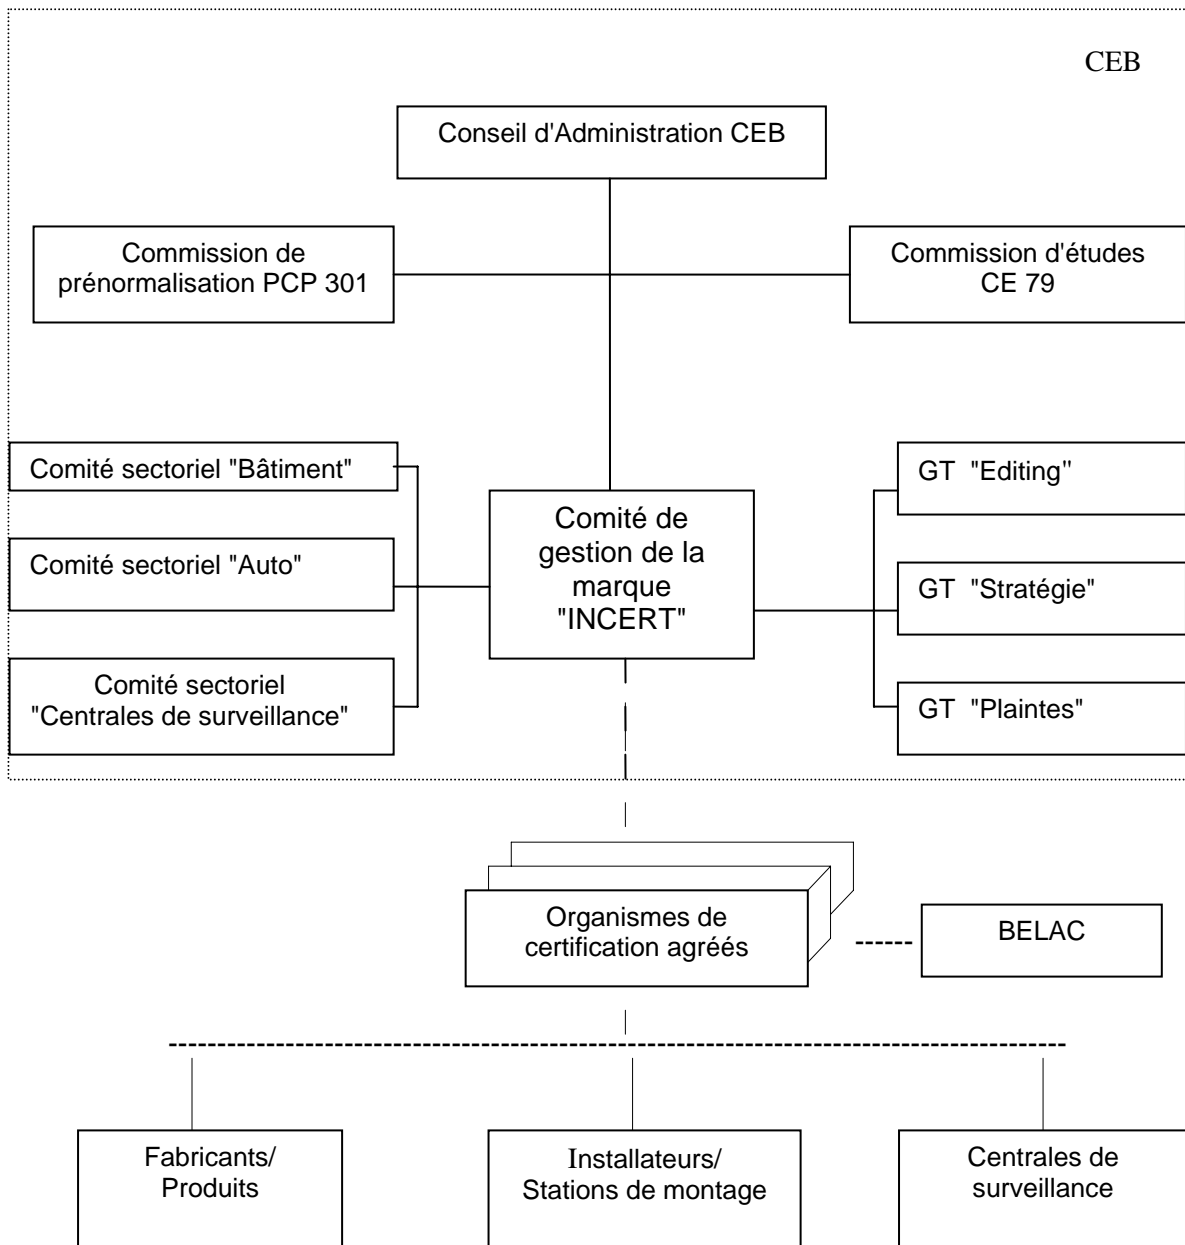 CEB
Conseil d'Administration CEB
Commission de
prénormalisation PCP 301
Commission d'études
CE 79
Comité sectoriel "Bâtiment"
Comité sectoriel "Auto"
Comité sectoriel
"Centrales de surveillance"
Comité de
gestion de la
marque
"INCERT"
GT "Editing"
GT "Stratégie"
GT "Plaintes"
Organismes de
certification agréés
BELAC
Fabricants/
Produits
Installateurs/
Stations de montage
Centrales de
surveillance